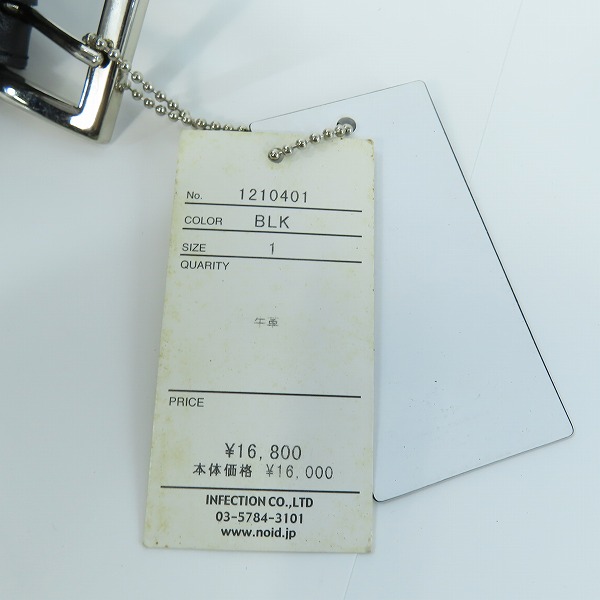 No. 1210401
COLOR BLK
SIZE 1
QUARITY
牛革
PRICE
¥16,800
本体価格 ¥16,000
INFECTION CO.,LTD
03-5784-3101
www.noid.jp